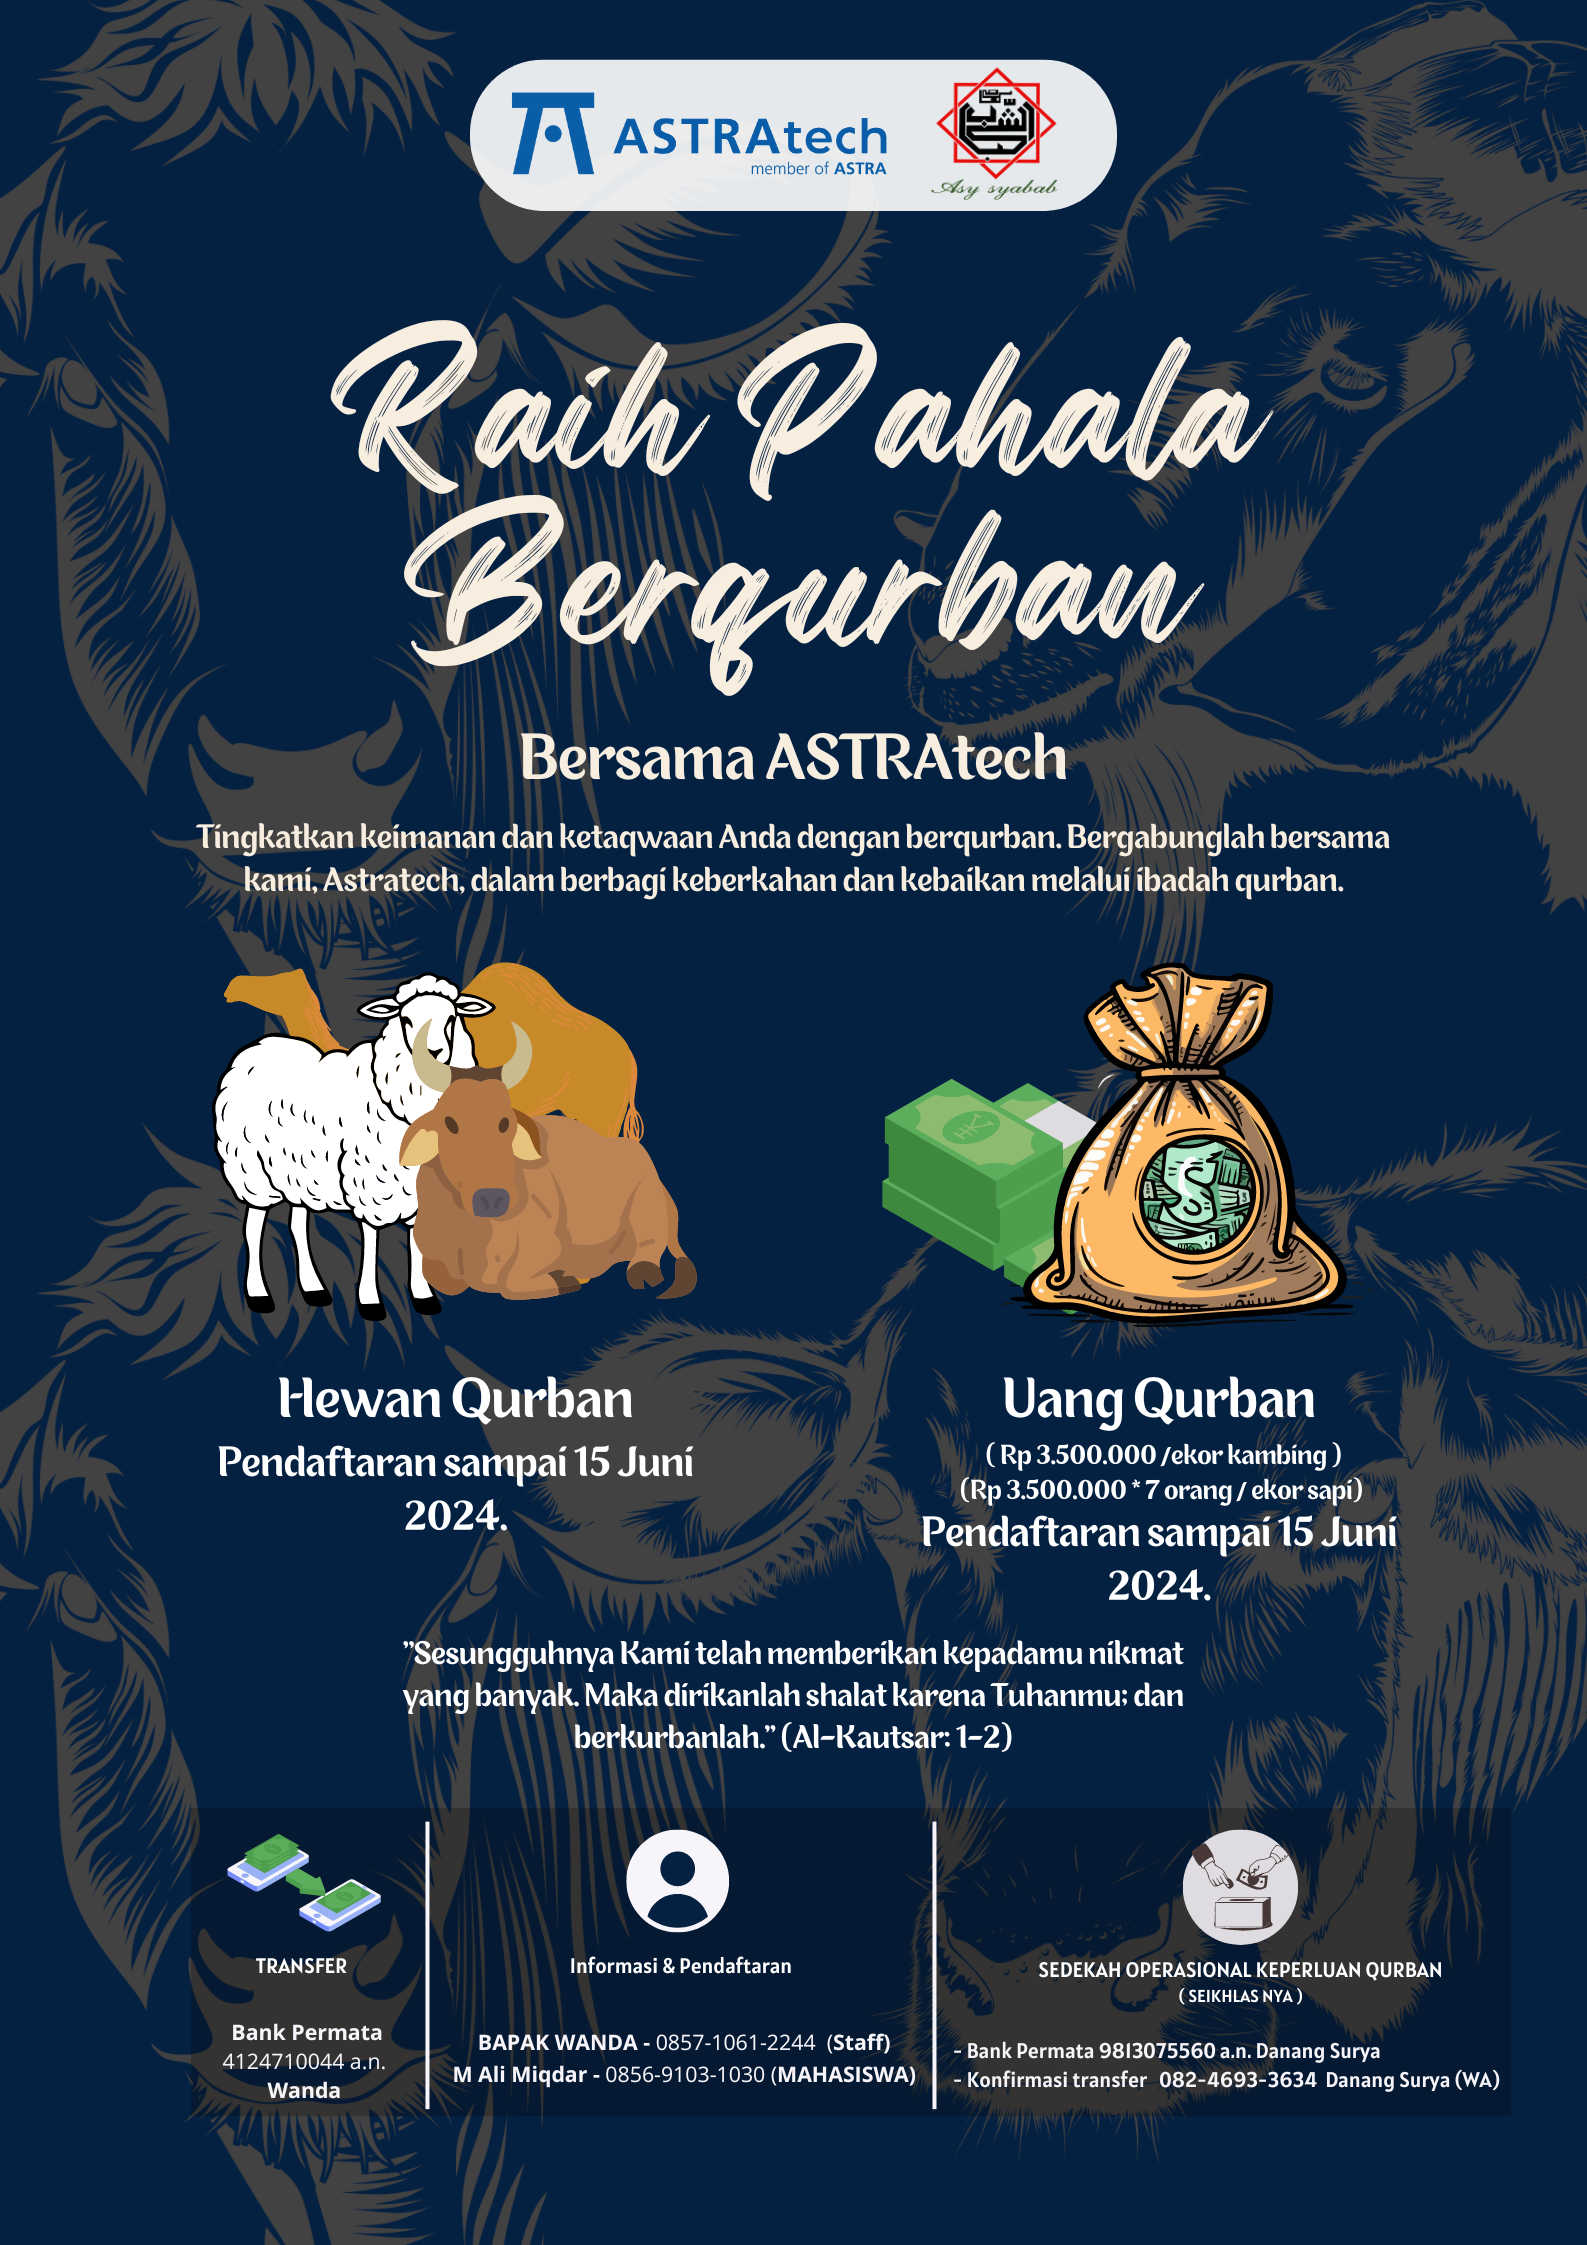 ASTRAtech
member of ASTRA
Asy syabab
Raih Pahala
Berqurban
Bersama ASTRAtech
Tingkatkan keimanan dan ketaqwaan Anda dengan berqurban. Bergabunglah bersama
kami, Astratech, dalam berbagi keberkahan dan kebaikan melalui ibadah qurban.
Hewan Qurban
Pendaftaran sampai 15 Juni
2024.
Uang Qurban
( Rp 3.500.000 /ekor kambing )
(Rp 3.500.000 * 7 orang / ekor sapi)
Pendaftaran sampai 15 Juni
2024.
"Sesungguhnya Kami telah memberikan kepadamu nikmat
yang banyak. Maka dirikanlah shalat karena Tuhanmu; dan
berkurbanlah." (Al-Kautsar: 1-2)
TRANSFER
Bank Permata
4124710044 a.n.
Wanda
Informasi & Pendaftaran
BAPAK WANDA - 0857-1061-2244 (Staff)
M Ali Miqdar - 0856-9103-1030 (MAHASISWA)
SEDEKAH OPERASIONAL KEPERLUAN QURBAN
( SEIKHLAS NYA )
- Bank Permata 9813075560 a.n. Danang Surya
- Konfirmasi transfer 082-4693-3634 Danang Surya (WA)